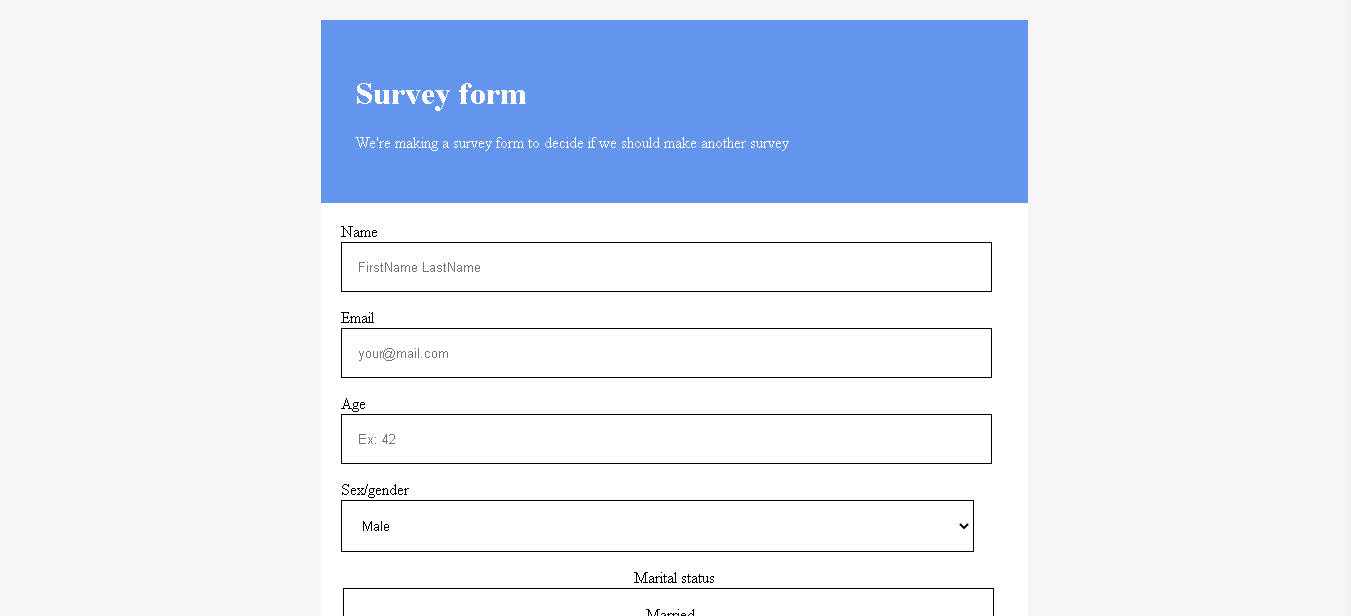 Survey form
We're making a survey form to decide if we should make another survey
Name
FirstName LastName
Email
your@mail.com
Age
Ex: 42
Sex/gender
Male
Marital status
Married